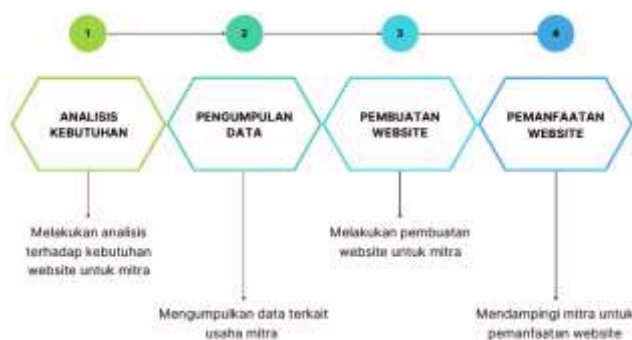 1
2
3
4
ANALISIS
KEBUTUHAN
PENGUMPULAN
DATA
PEMBUATAN
WEBSITE
PEMANFAATAN
WEBSITE
Melakukan analisis
terhadap kebutuhan
website untuk mitra
Mengumpulkan data terkait
usaha mitra
Melakukan pembuatan
website untuk mitra
Mendampingi mitra untuk
pemanfaatan website